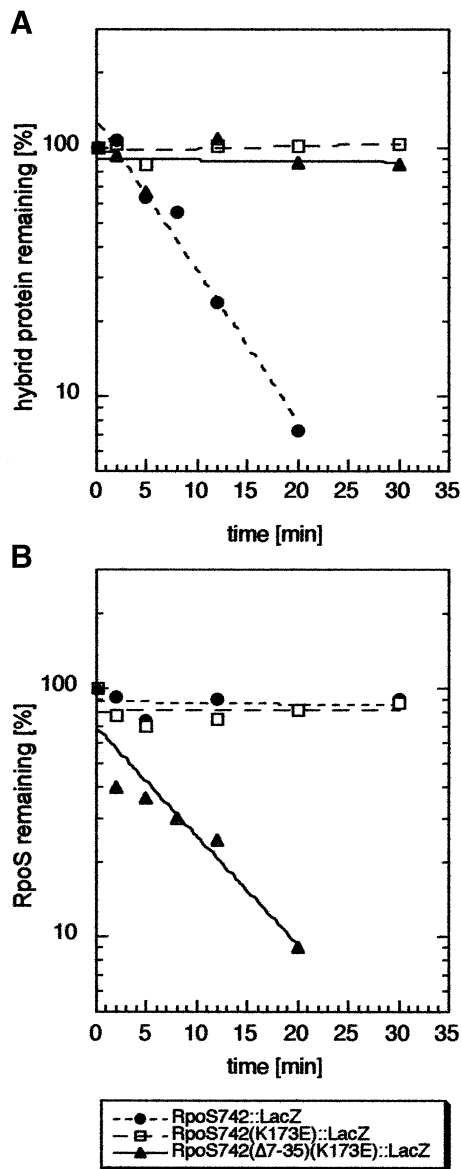 A
hybrid protein remaining [%]
100
10
0 5 10 15 20 25 30 35
time [min]
B
RpoS remaining [%]
100
10
0 5 10 15 20 25 30 35
time [min]
RpoS742::LacZ
RpoS742(K173E)::LacZ
RpoS742(Δ7-35)(K173E)::LacZ